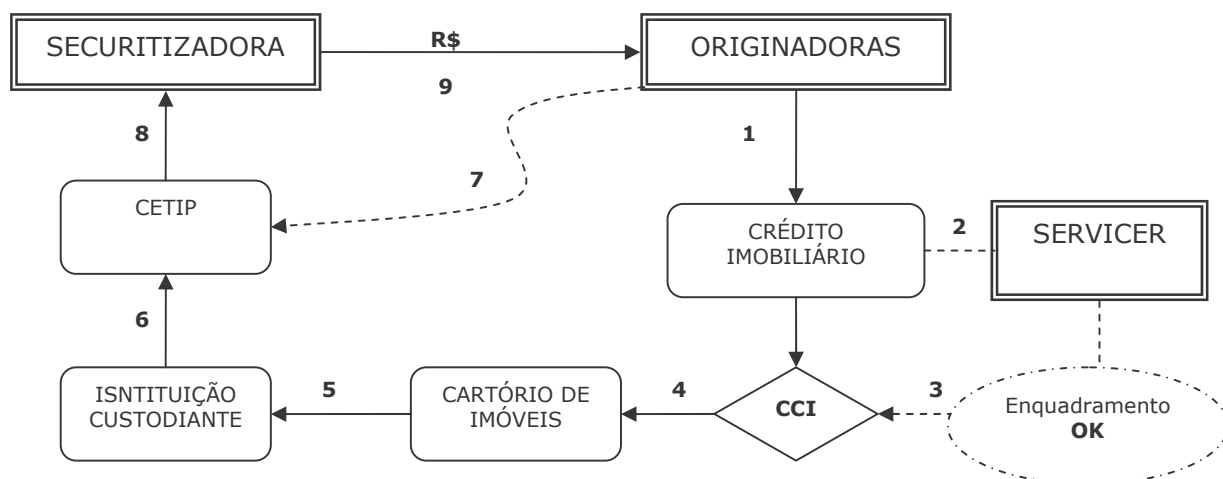 SECURITIZADORA
R$
ORIGINADORAS
9
8
1
7
CETIP
CRÉDITO
IMOBILIÁRIO
2
SERVICER
6
ISNTITUIÇÃO
CUSTODIANTE
5
CARTÓRIO DE
IMÓVEIS
4
CCI
3
Enquadramento
OK